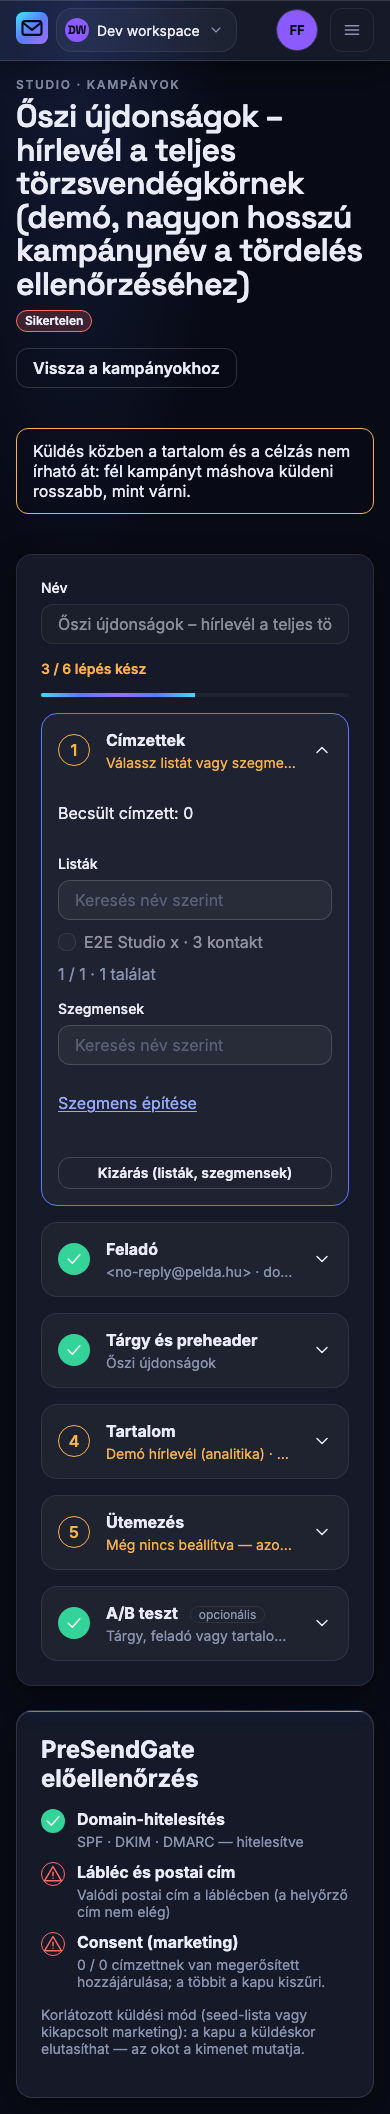 DW Dev workspace FF
STUDIO · KAMPÁNYOK
Őszi újdonságok –
hírlevél a teljes
törzsvendégkörnek
(demó, nagyon hosszú
kampánynév a tördelés
ellenőrzéséhez)
Sikertelen
Vissza a kampányokhoz
Küldés közben a tartalom és a célzás nem
írható át: fél kampányt máshova küldeni
rosszabb, mint várni.
Név
Őszi újdonságok – hírlevél a teljes tö
3 / 6 lépés kész
1 Címzettek
Válassz listát vagy szegme...
Becsült címzett: 0
Listák
Keresés név szerint
E2E Studio x · 3 kontakt
1 / 1 · 1 találat
Szegmensek
Keresés név szerint
Szegmens építése
Kizárás (listák, szegmensek)
Feladó
<no-reply@pelda.hu> · do...
Tárgy és preheader
Őszi újdonságok
4 Tartalom
Demó hírlevél (analitika) · ...
5 Ütemezés
Még nincs beállítva — azo...
A/B teszt opcionális
Tárgy, feladó vagy tartalo...
PreSendGate
előellenőrzés
Domain-hitelesítés
SPF · DKIM · DMARC — hitelesítve
Lábléc és postai cím
Valódi postai cím a láblécben (a helyőrző
cím nem elég)
Consent (marketing)
0 / 0 címzettnek van megerősített
hozzájárulása; a többit a kapu kiszűri.
Korlátozott küldési mód (seed-lista vagy
kikapcsolt marketing): a kapu a küldéskor
elutasíthat — az okot a kimenet mutatja.